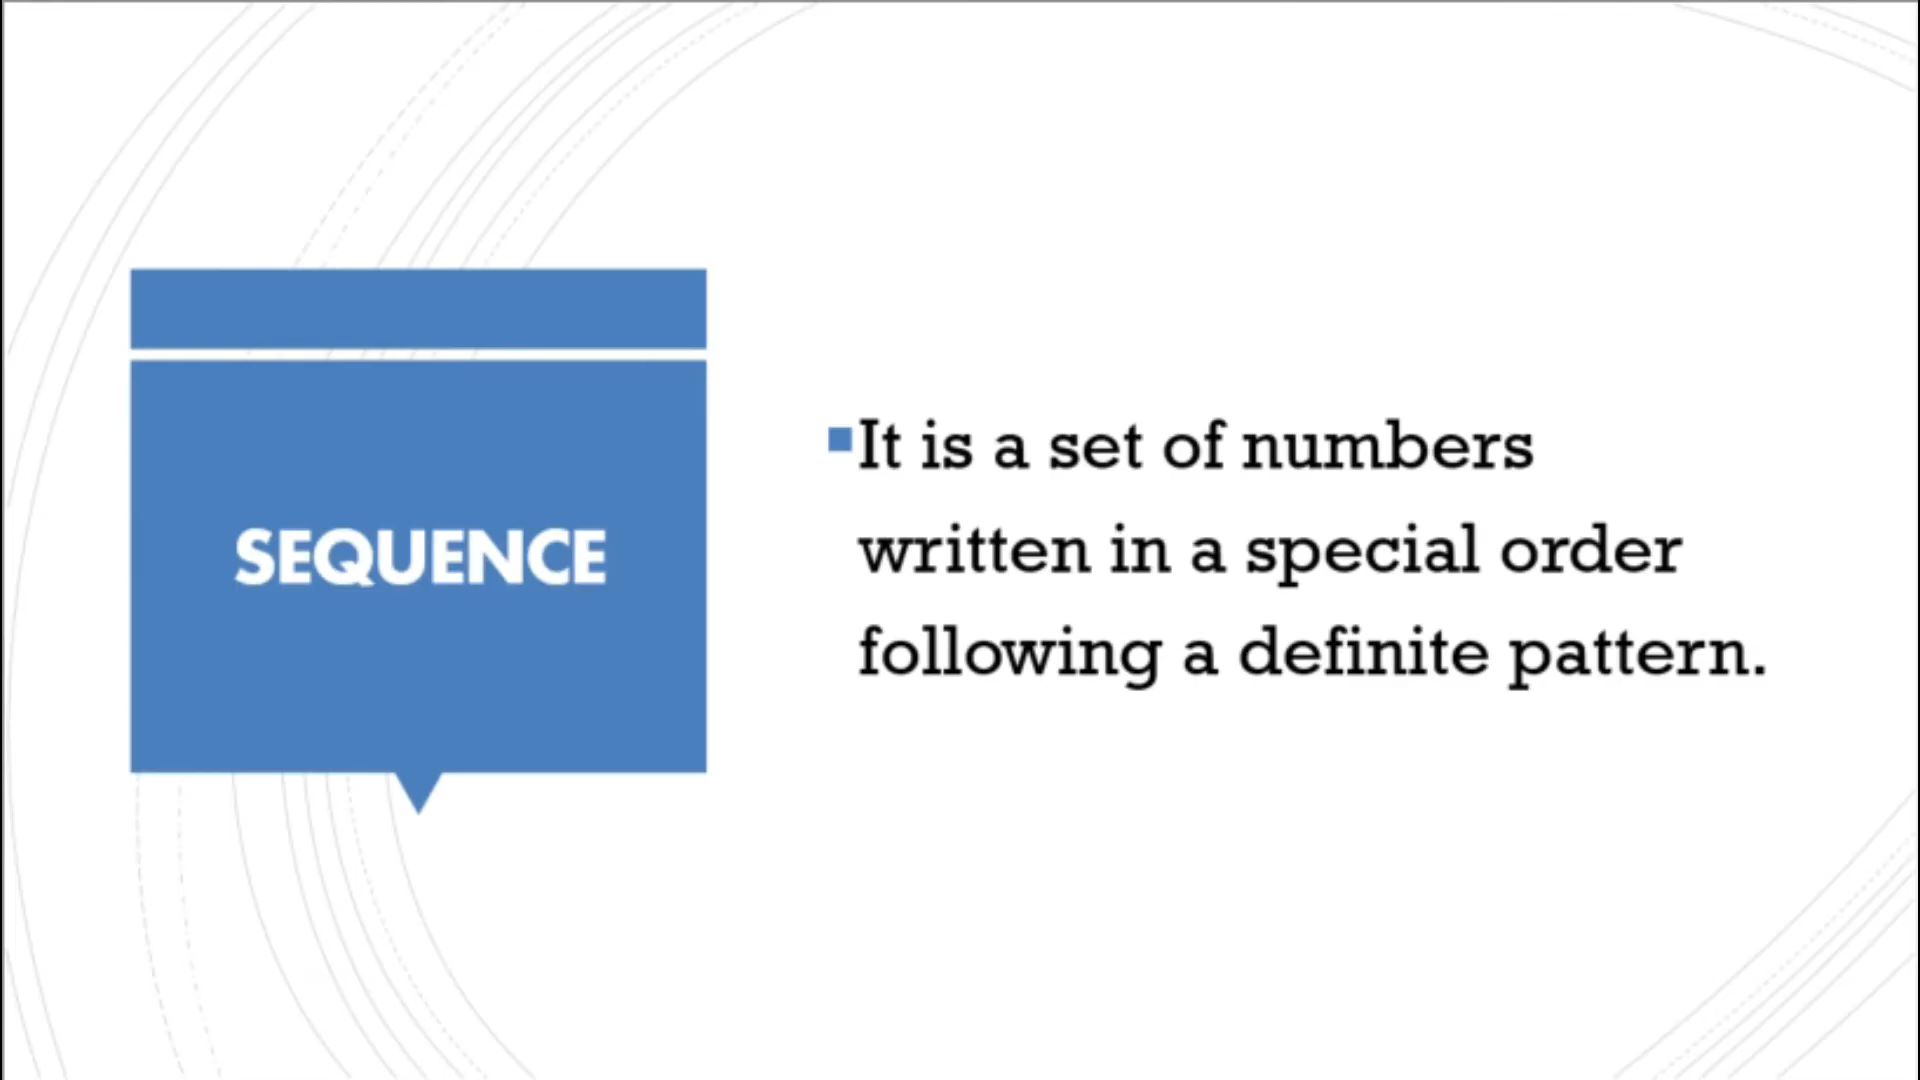 SEQUENCE
It is a set of numbers
written in a special order
following a definite pattern.